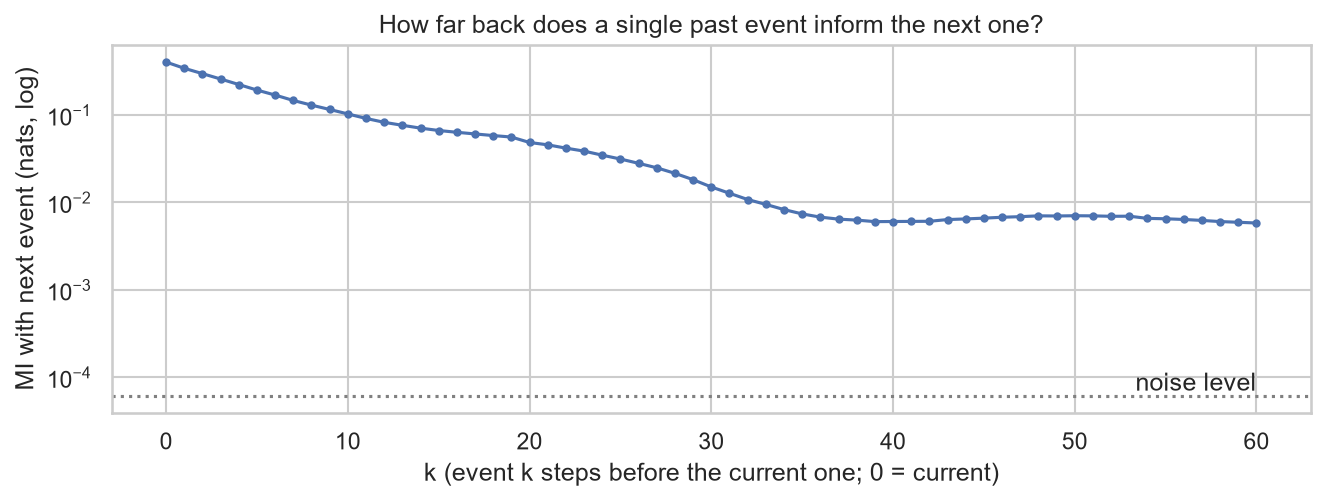 How far back does a single past event inform the next one?
MI with next event (nats, log)
10⁻¹
10⁻²
10⁻³
10⁻⁴
noise level
0 10 20 30 40 50 60
k (event k steps before the current one; 0 = current)